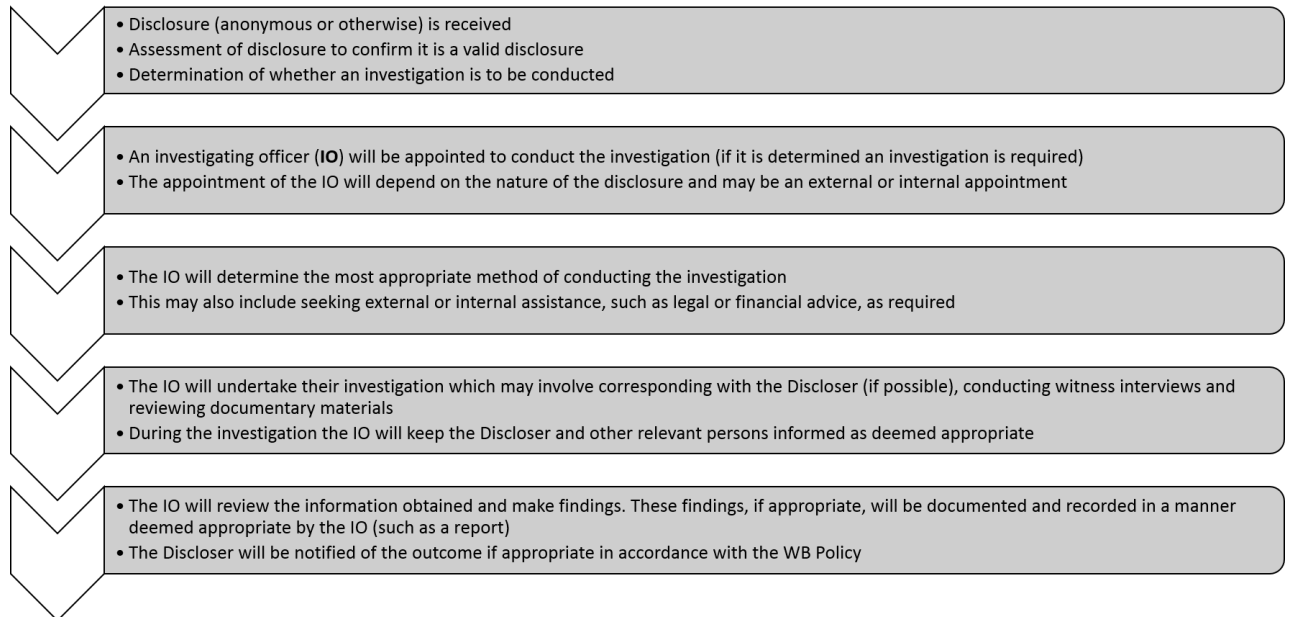 • Disclosure (anonymous or otherwise) is received
• Assessment of disclosure to confirm it is a valid disclosure
• Determination of whether an investigation is to be conducted
• An investigating officer (IO) will be appointed to conduct the investigation (if it is determined an investigation is required)
• The appointment of the IO will depend on the nature of the disclosure and may be an external or internal appointment
• The IO will determine the most appropriate method of conducting the investigation
• This may also include seeking external or internal assistance, such as legal or financial advice, as required
• The IO will undertake their investigation which may involve corresponding with the Discloser (if possible), conducting witness interviews and
reviewing documentary materials
• During the investigation the IO will keep the Discloser and other relevant persons informed as deemed appropriate
• The IO will review the information obtained and make findings. These findings, if appropriate, will be documented and recorded in a manner
deemed appropriate by the IO (such as a report)
• The Discloser will be notified of the outcome if appropriate in accordance with the WB Policy